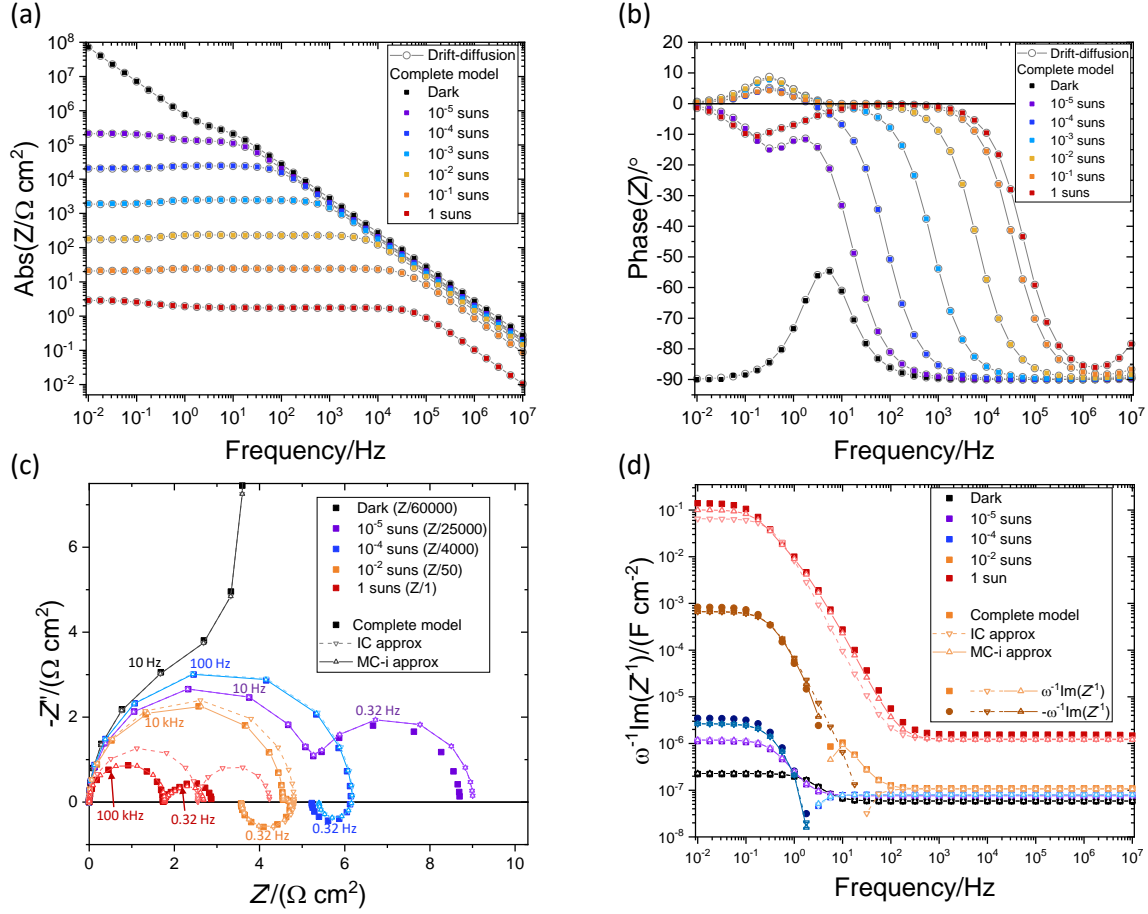 (a)
10⁸
10⁷
10⁶
10⁵
10⁴
10³
10²
10¹
10⁰
10⁻¹
10⁻²
Abs(Z/Ω cm²)
Drift-diffusion
Complete model
Dark
10⁻⁵ suns
10⁻⁴ suns
10⁻³ suns
10⁻² suns
10⁻¹ suns
1 suns
10⁻² 10⁻¹ 10⁰ 10¹ 10² 10³ 10⁴ 10⁵ 10⁶ 10⁷
Frequency/Hz
(b)
20
10
0
-10
-20
-30
-40
-50
-60
-70
-80
-90
Phase(Z)/°
Drift-diffusion
Complete model
Dark
10⁻⁵ suns
10⁻⁴ suns
10⁻³ suns
10⁻² suns
10⁻¹ suns
1 suns
10⁻² 10⁻¹ 10⁰ 10¹ 10² 10³ 10⁴ 10⁵ 10⁶ 10⁷
Frequency/Hz
(c)
6
4
2
0
-Z''/(Ω cm²)
Dark (Z/60000)
10⁻⁵ suns (Z/25000)
10⁻⁴ suns (Z/4000)
10⁻² suns (Z/50)
1 suns (Z/1)
Complete model
IC approx
MC-i approx
10 Hz
100 Hz
10 Hz
10 kHz
0.32 Hz
100 kHz
0.32 Hz
0.32 Hz
0.32 Hz
0 2 4 6 8 10
Z'/(Ω cm²)
(d)
10⁻¹
10⁻²
10⁻³
10⁻⁴
10⁻⁵
10⁻⁶
10⁻⁷
10⁻⁸
ω⁻¹Im(Z⁻¹)/(F cm⁻²)
Dark
10⁻⁵ suns
10⁻⁴ suns
10⁻² suns
1 sun
Complete model
IC approx
MC-i approx
ω⁻¹Im(Z⁻¹)
-ω⁻¹Im(Z⁻¹)
10⁻² 10⁻¹ 10⁰ 10¹ 10² 10³ 10⁴ 10⁵ 10⁶ 10⁷
Frequency/Hz